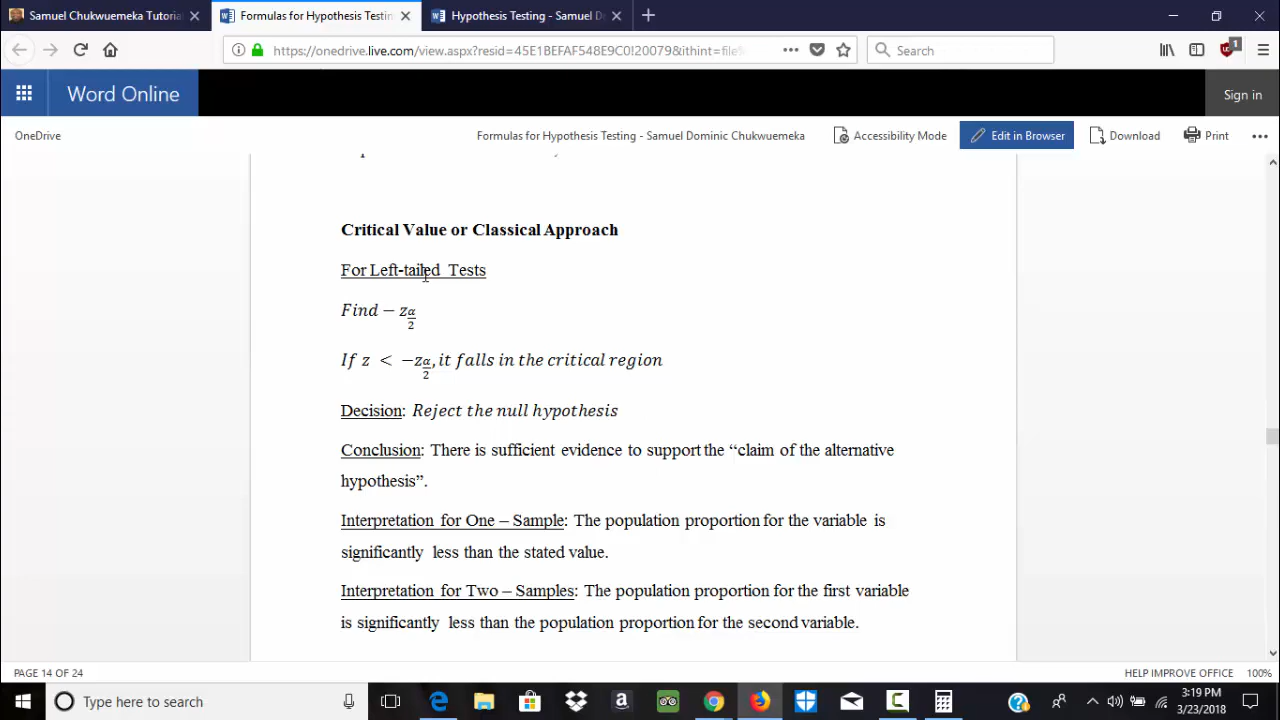 Samuel Chukwuemeka Tutorial
Formulas for Hypothesis Testin
Hypothesis Testing - Samuel D
https://onedrive.live.com/view.aspx?resid=45E1BEFAF548E9C0!20079&ithint=file
Search
1
Word Online
Sign in
OneDrive
Formulas for Hypothesis Testing - Samuel Dominic Chukwuemeka
Accessibility Mode
Edit in Browser
Download
Print
Critical Value or Classical Approach
For Left-tailed Tests
Find − z α/2
If z < −z α/2, it falls in the critical region
Decision: Reject the null hypothesis
Conclusion: There is sufficient evidence to support the “claim of the alternative
hypothesis”.
Interpretation for One – Sample: The population proportion for the variable is
significantly less than the stated value.
Interpretation for Two – Samples: The population proportion for the first variable
is significantly less than the population proportion for the second variable.
PAGE 14 OF 24
HELP IMPROVE OFFICE
100%
Type here to search
3:19 PM
3/23/2018